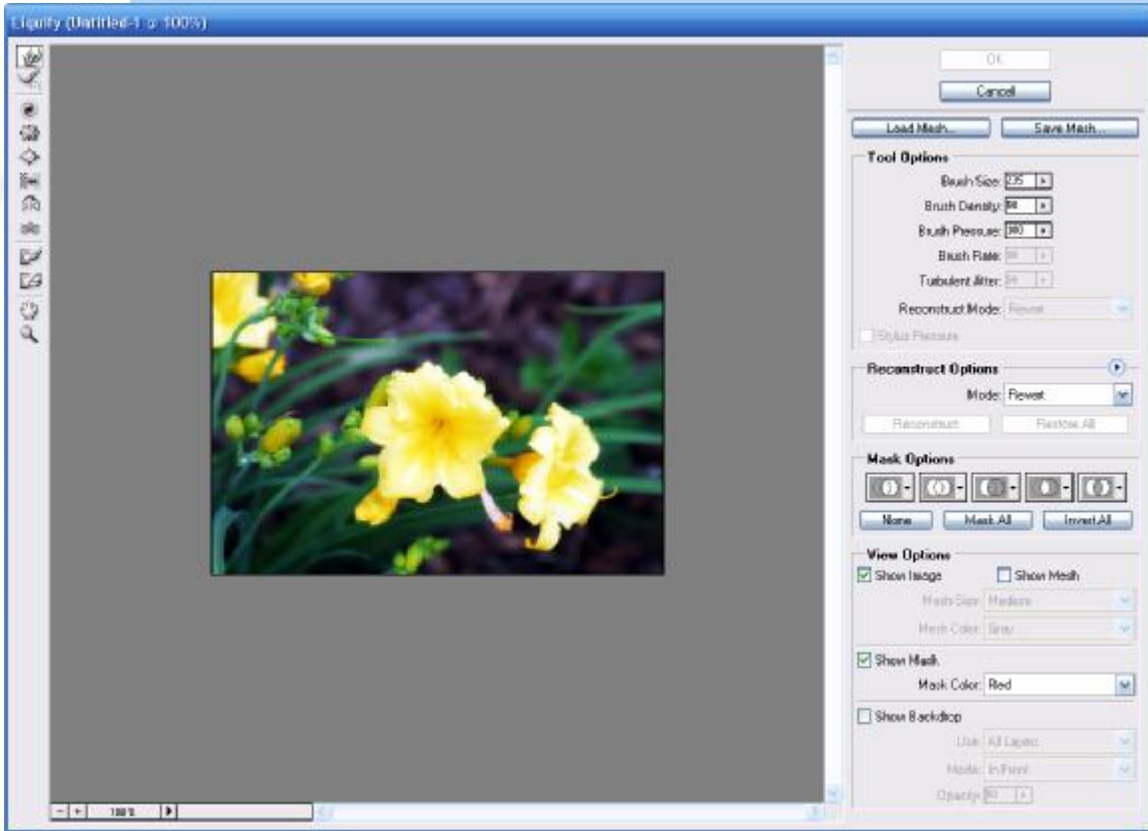 Liquify (Untitled-1 @ 100%)
OK
Cancel
Load Mesh... Save Mesh...
Tool Options
Brush Size: 235
Brush Density:
Brush Pressure: 100
Brush Rate:
Turbulent Jitter:
Reconstruct Mode: Revert
Stylus Pressure
Reconstruct Options
Mode: Revert
Reconstruct Restore All
Mask Options
None Mask All Invert All
View Options
Show Image Show Mesh
Mesh Size: Medium
Mesh Color: Gray
Show Mask
Mask Color: Red
Show Backdrop
Use: All Layers
Mode: In Front
Opacity:
100%